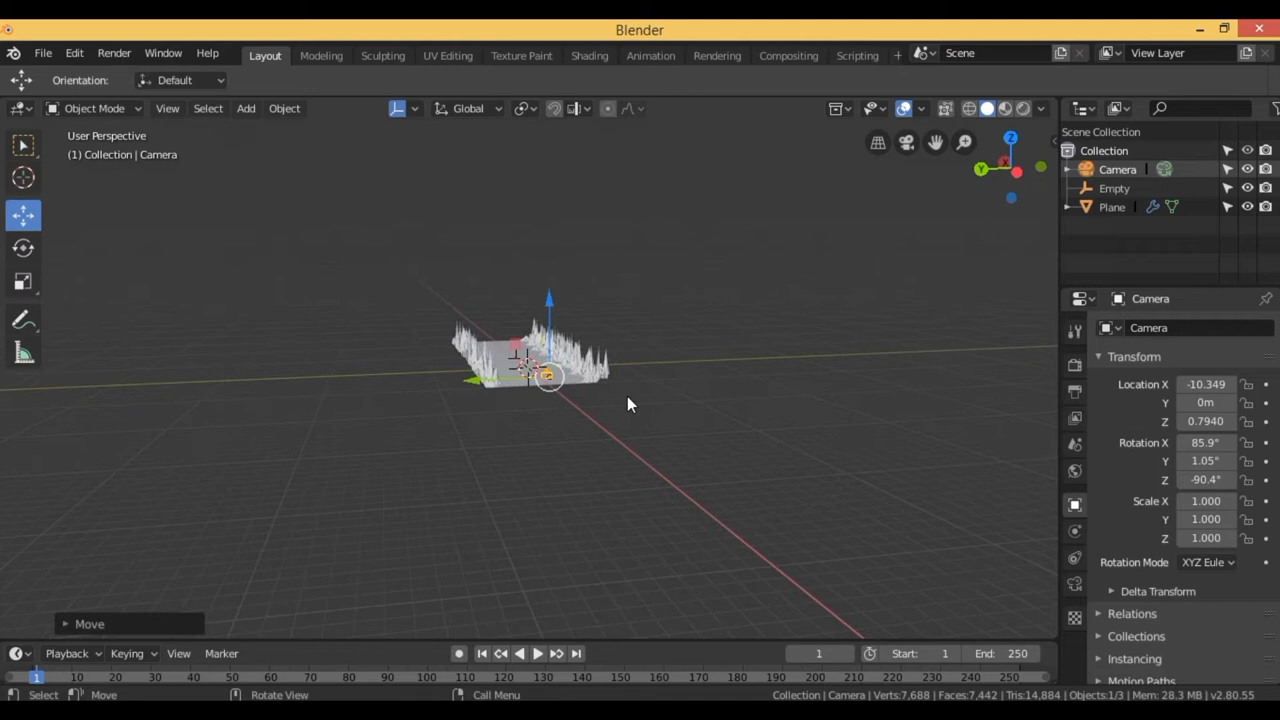 Blender
File Edit Render Window Help Layout Modeling Sculpting UV Editing Texture Paint Shading Animation Rendering Compositing Scripting + Scene View Layer
Orientation: Default
Object Mode View Select Add Object Global
User Perspective
(1) Collection | Camera
Z
Y
Scene Collection
Collection
Camera
Empty
Plane
Camera
Camera
Transform
Location X -10.349
Y 0m
Z 0.7940
Rotation X 85.9°
Y 1.05°
Z -90.4°
Scale X 1.000
Y 1.000
Z 1.000
Rotation Mode XYZ Eule
Delta Transform
Relations
Collections
Instancing
Motion Paths
Move
Playback Keying View Marker 1 Start: 1 End: 250
1 10 20 30 40 50 60 70 80 90 100 110 120 130 140 150 160 170 180 190 200 210 220 230 240 250
Select Move Rotate View Call Menu Collection | Camera | Verts:7,688 | Faces:7,442 | Tris:14,884 | Objects:1/3 | Mem: 28.3 MB | v2.80.55